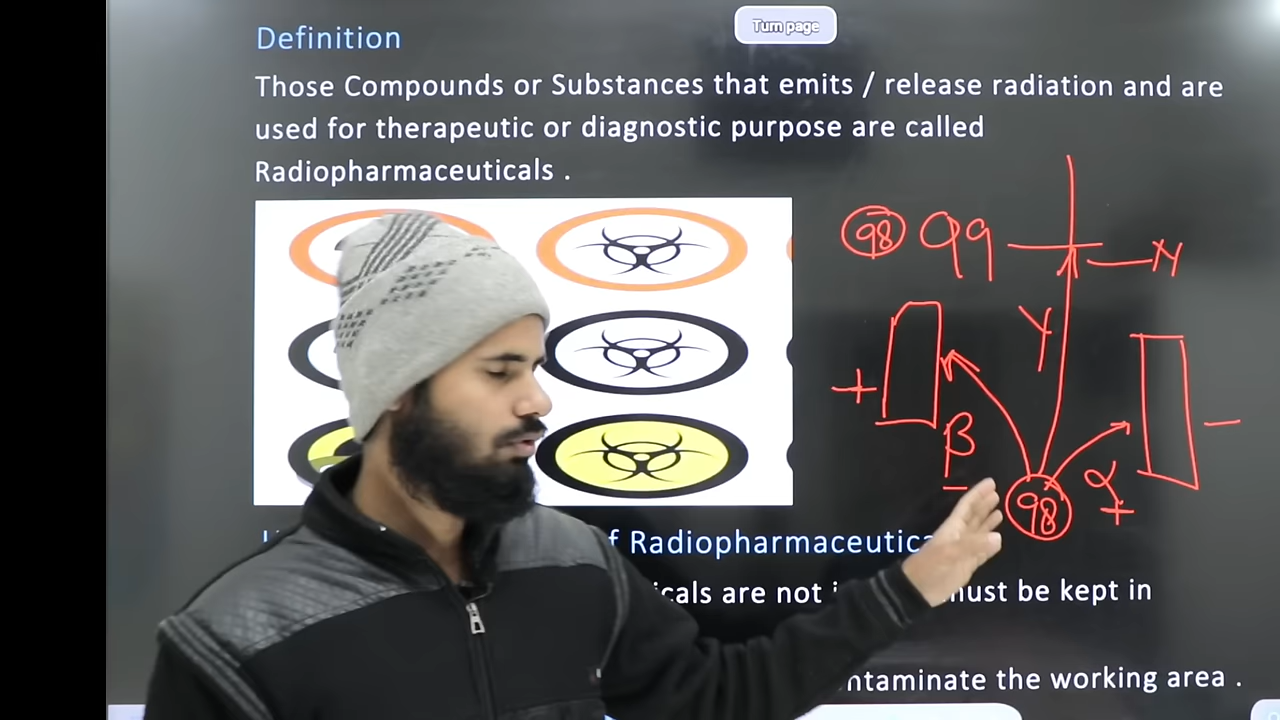 Turn page
Definition
Those Compounds or Substances that emits / release radiation and are
used for therapeutic or diagnostic purpose are called
Radiopharmaceuticals .
98 99
γ
+
β
-
98
α
+
-
f Radiopharmaceutica
icals are not i must be kept in
ntaminate the working area .